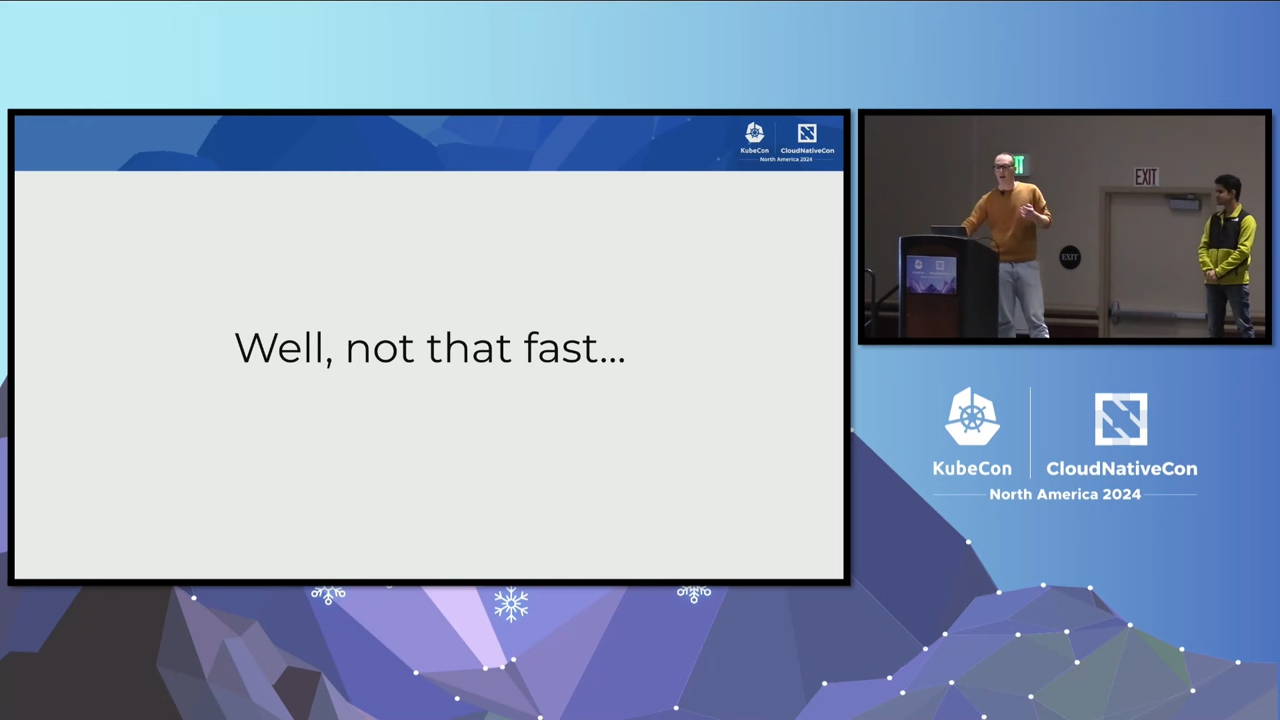 KubeCon
CloudNativeCon
North America 2024
Well, not that fast...
EXIT
EXIT
KubeCon
CloudNativeCon
North America 2024